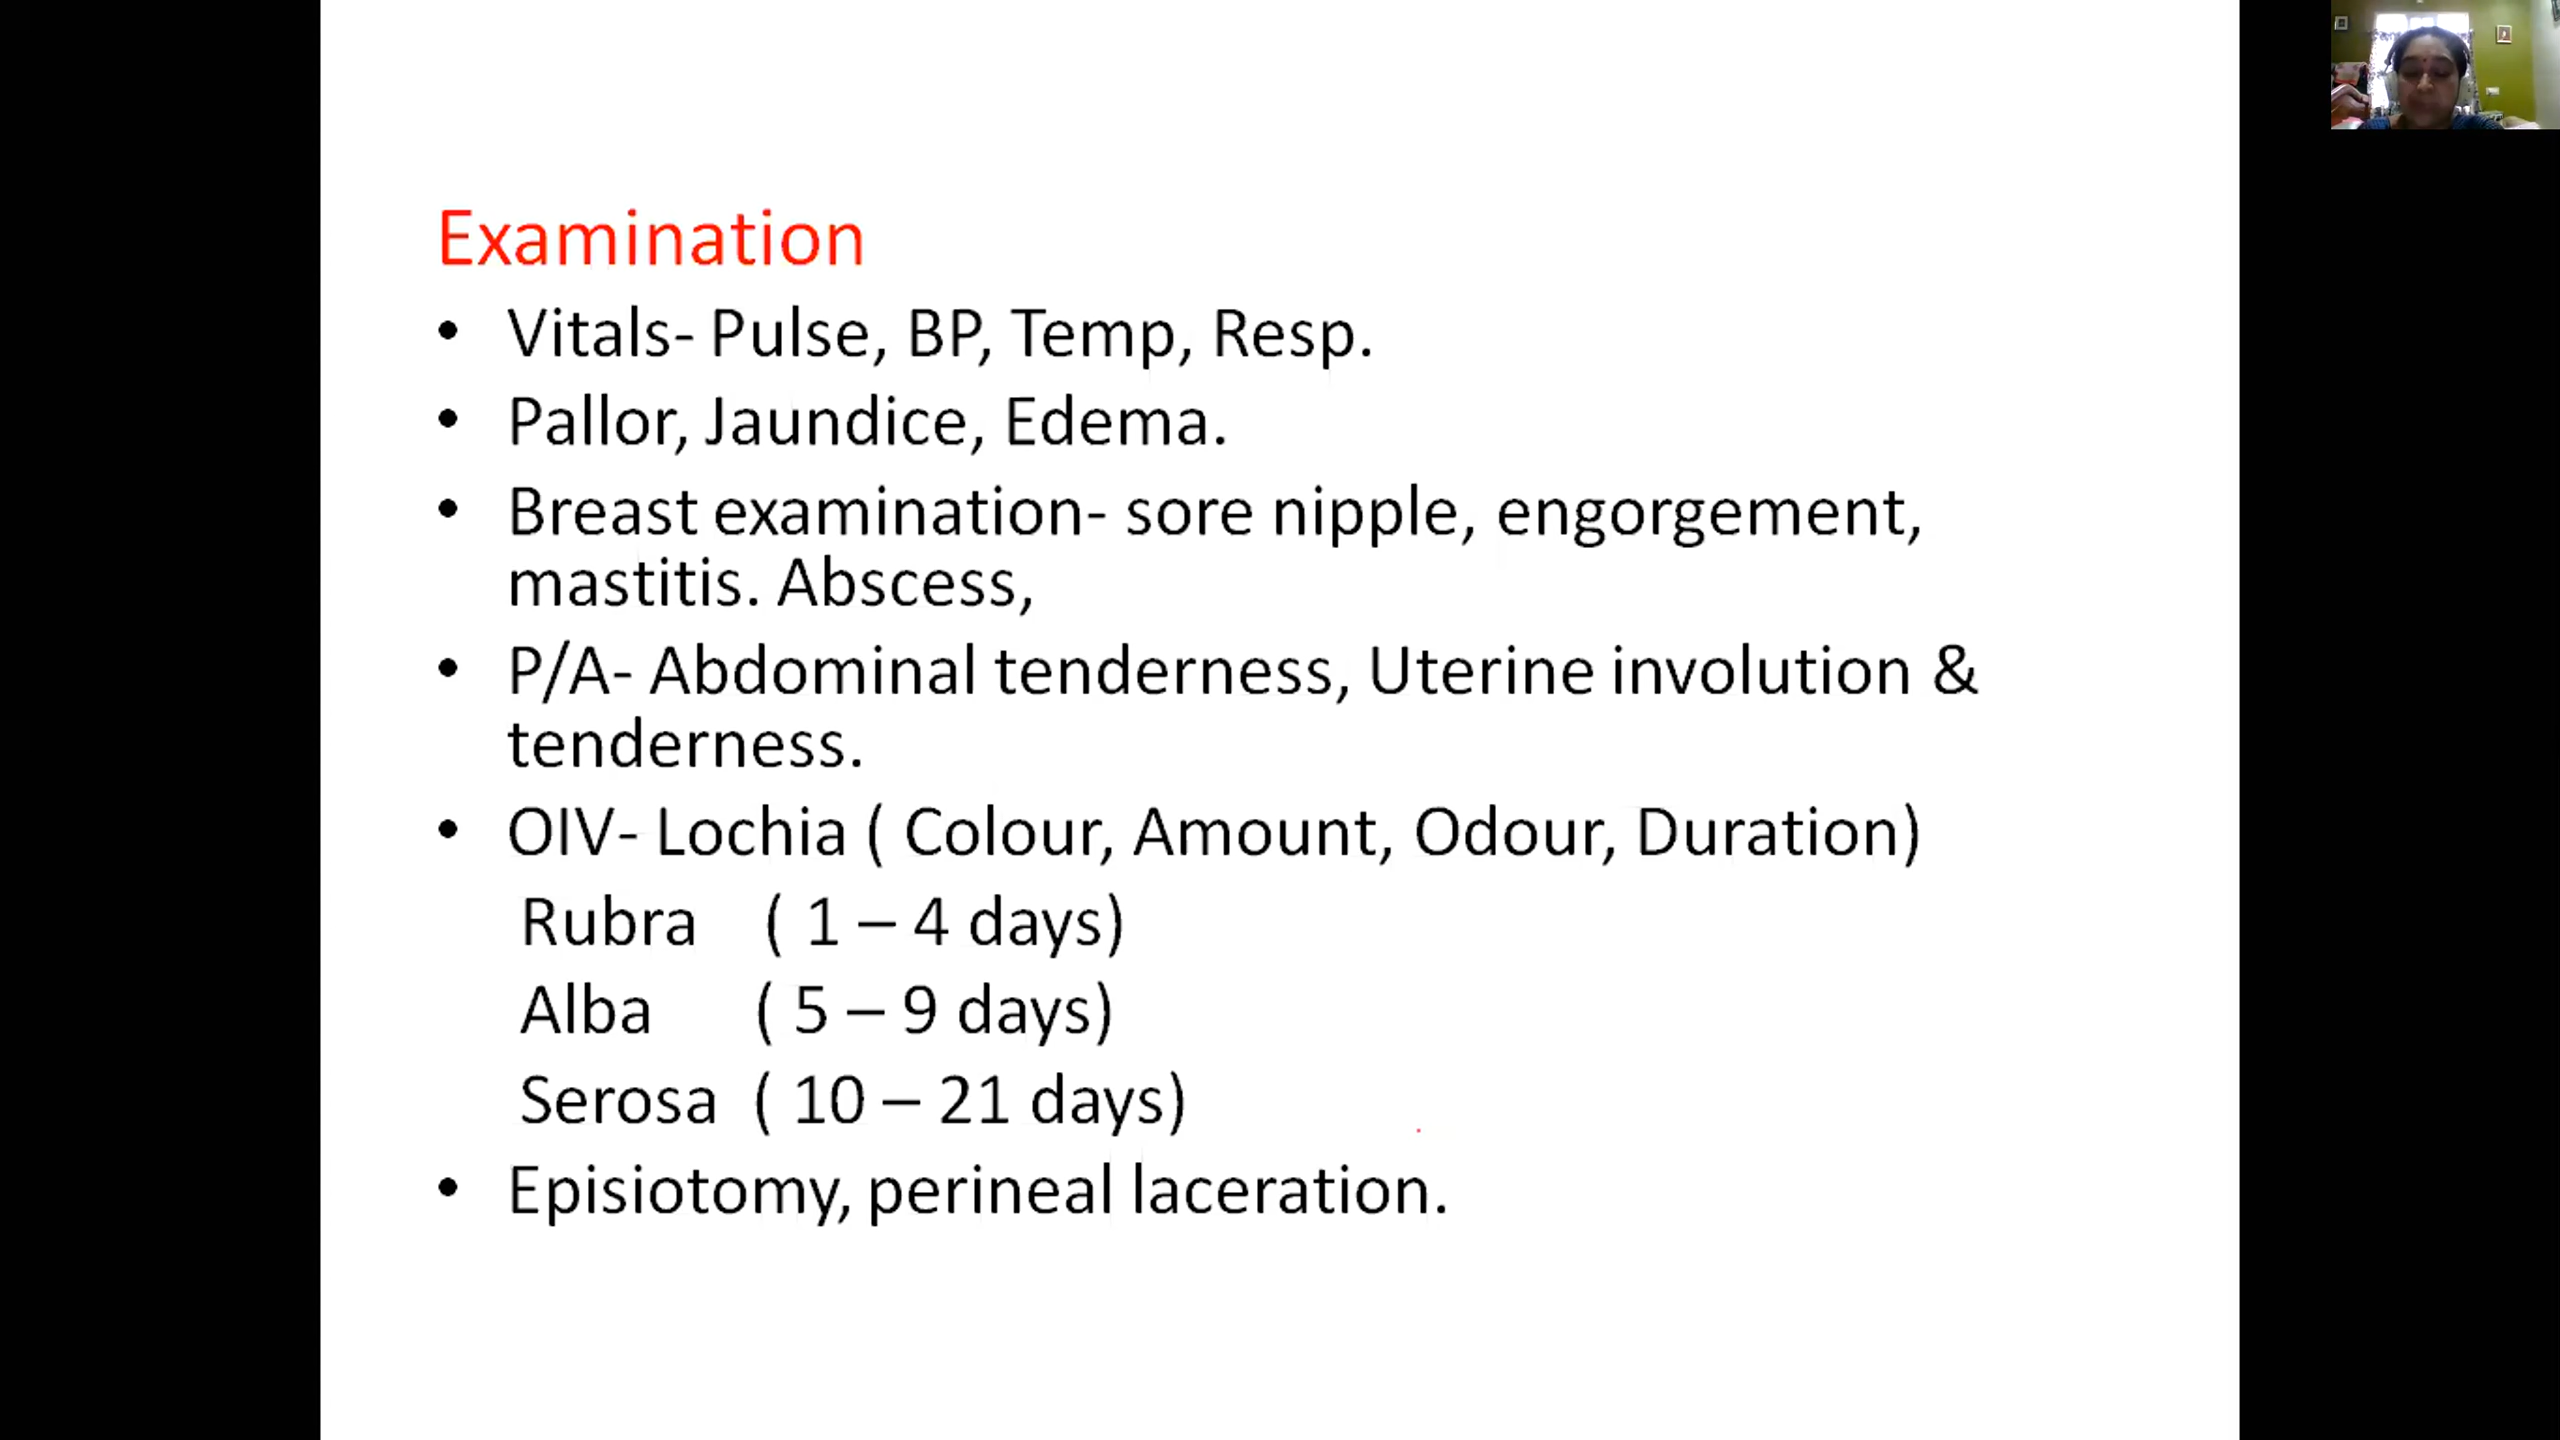 Examination
• Vitals- Pulse, BP, Temp, Resp.
• Pallor, Jaundice, Edema.
• Breast examination- sore nipple, engorgement,
mastitis. Abscess,
• P/A- Abdominal tenderness, Uterine involution &
tenderness.
• OIV- Lochia ( Colour, Amount, Odour, Duration)
Rubra ( 1 – 4 days)
Alba ( 5 – 9 days)
Serosa ( 10 – 21 days)
• Episiotomy, perineal laceration.